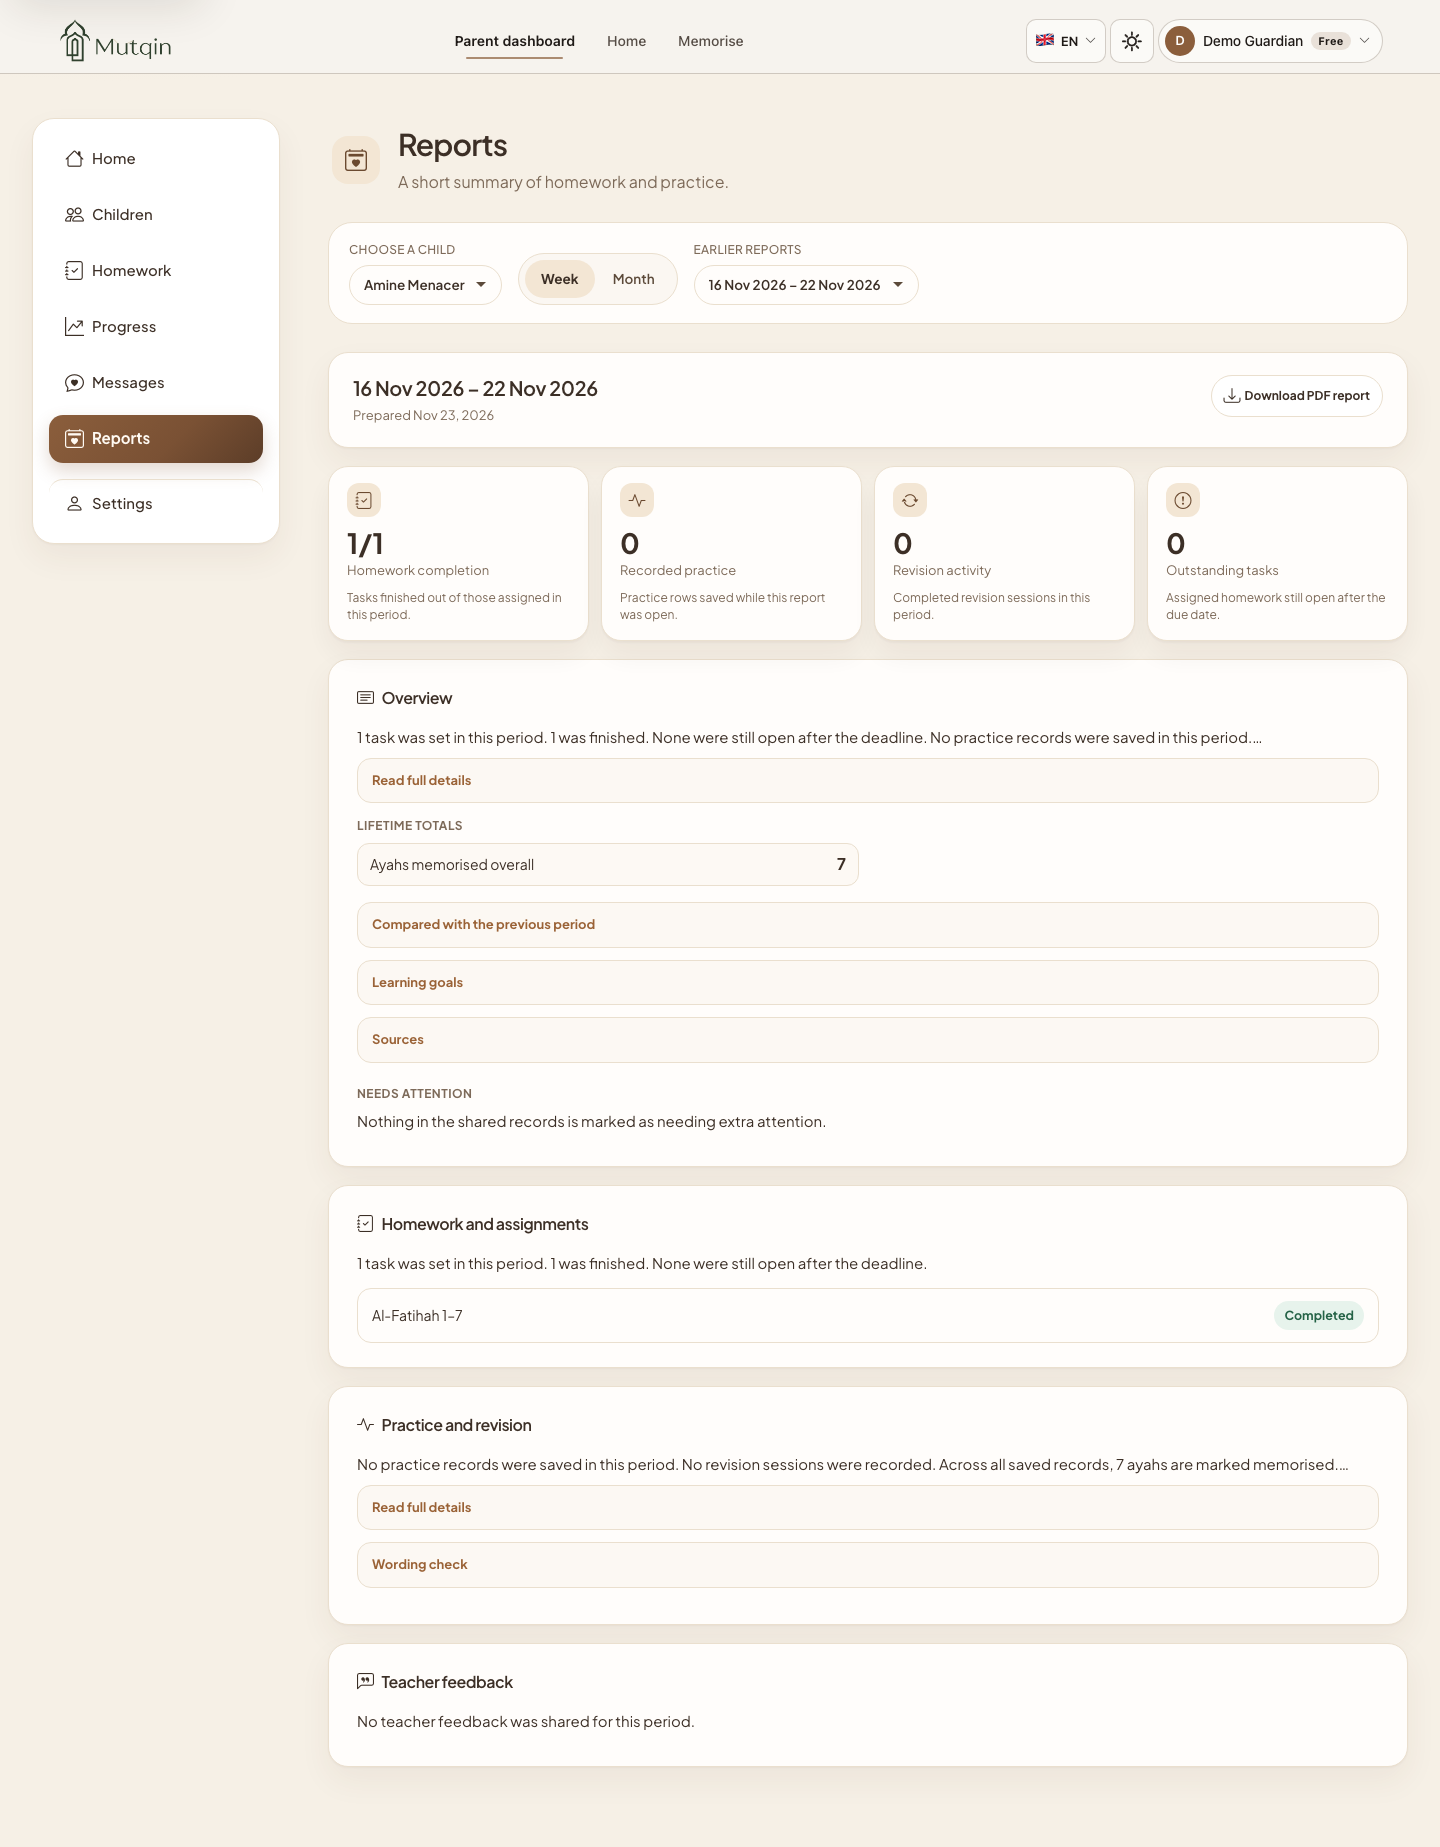 Mutqin
Parent dashboard
Home
Memorise
EN
D
Demo Guardian
Free
Home
Children
Homework
Progress
Messages
Reports
Settings
Reports
A short summary of homework and practice.
CHOOSE A CHILD
Amine Menacer
Week
Month
EARLIER REPORTS
16 Nov 2026 – 22 Nov 2026
16 Nov 2026 – 22 Nov 2026
Prepared Nov 23, 2026
Download PDF report
1/1
Homework completion
Tasks finished out of those assigned in
this period.
0
Recorded practice
Practice rows saved while this report
was open.
0
Revision activity
Completed revision sessions in this
period.
0
Outstanding tasks
Assigned homework still open after the
due date.
Overview
1 task was set in this period. 1 was finished. None were still open after the deadline. No practice records were saved in this period.…
Read full details
LIFETIME TOTALS
Ayahs memorised overall
7
Compared with the previous period
Learning goals
Sources
NEEDS ATTENTION
Nothing in the shared records is marked as needing extra attention.
Homework and assignments
1 task was set in this period. 1 was finished. None were still open after the deadline.
Al-Fatihah 1–7
Completed
Practice and revision
No practice records were saved in this period. No revision sessions were recorded. Across all saved records, 7 ayahs are marked memorised.…
Read full details
Wording check
Teacher feedback
No teacher feedback was shared for this period.